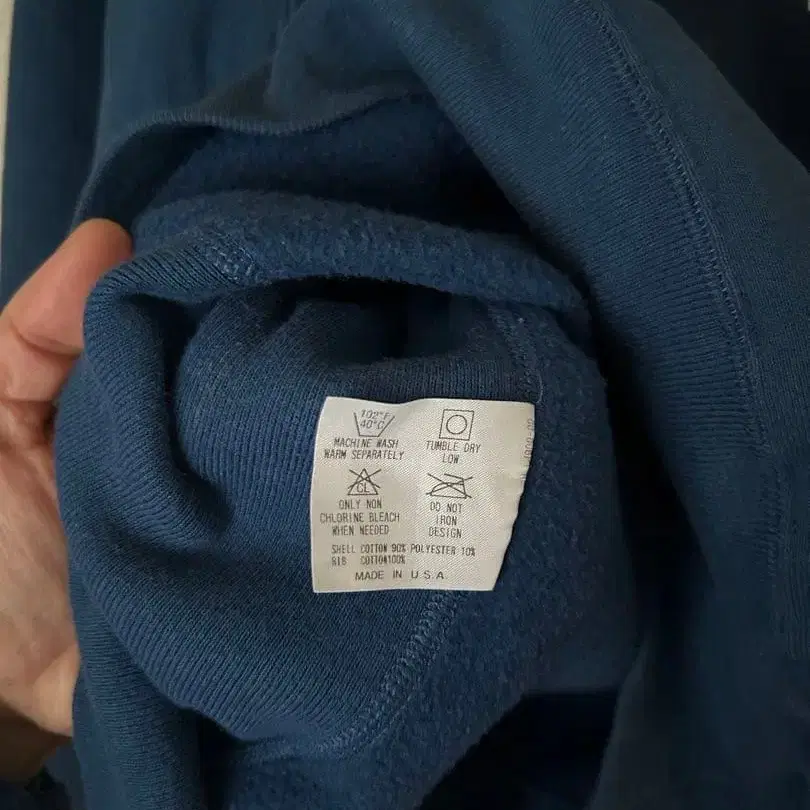 102°F
40°C
MACHINE WASH
WARM SEPARATELY
TUMBLE DRY
LOW
CL
ONLY NON
CHLORINE BLEACH
WHEN NEEDED
DO NOT
IRON
DESIGN
SHELL COTTON 90% POLYESTER 10%
RIB COTTON100%
MADE IN U.S.A.